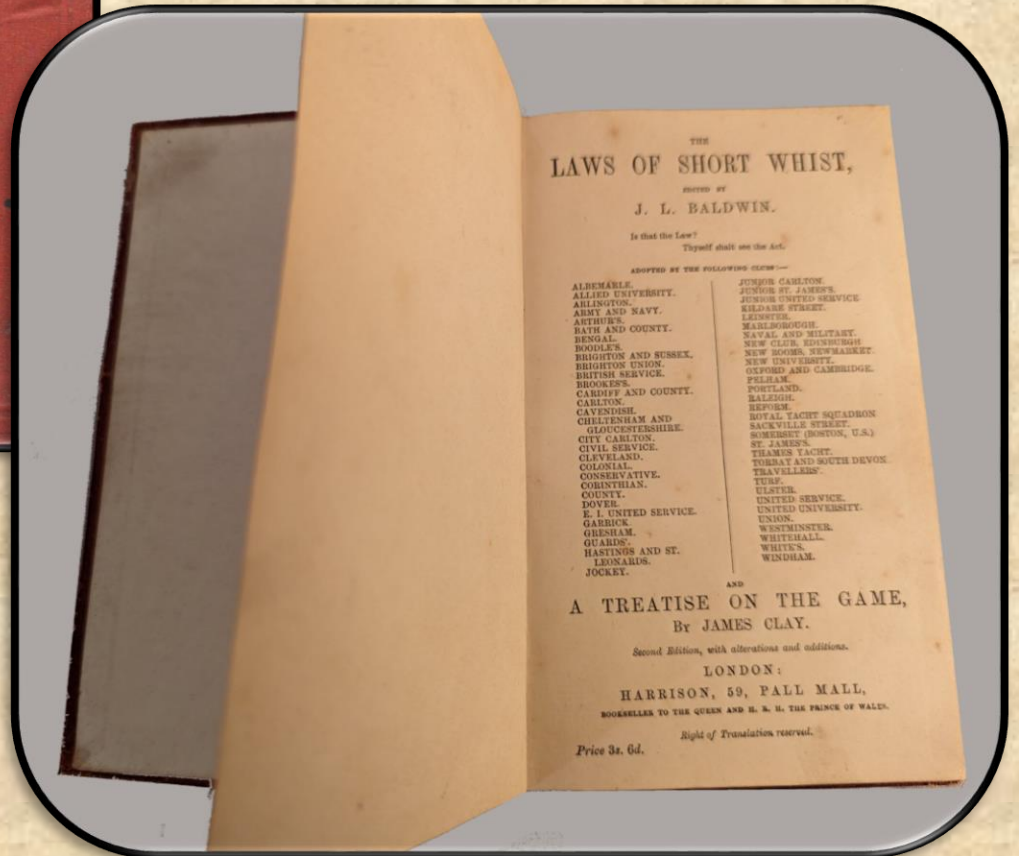 THE
LAWS OF SHORT WHIST,
EDITED BY
J. L. BALDWIN.
Is that the Law?
Thyself shalt see the Act.
ADOPTED BY THE FOLLOWING CLUBS:—
ALBEMARLE.
ALLIED UNIVERSITY.
ARLINGTON.
ARMY AND NAVY.
ARTHUR'S.
BATH AND COUNTY.
BENGAL.
BOODLE'S.
BRIGHTON AND SUSSEX.
BRIGHTON UNION.
BRITISH SERVICE.
BROOKES'S.
CARDIFF AND COUNTY.
CARLTON.
CAVENDISH.
CHELTENHAM AND
GLOUCESTERSHIRE.
CITY CARLTON.
CIVIL SERVICE.
CLEVELAND.
COLONIAL.
CONSERVATIVE.
CORINTHIAN.
COUNTY.
DOVER.
E. I. UNITED SERVICE.
GARRICK.
GRESHAM.
GUARDS'.
HASTINGS AND ST.
LEONARDS.
JOCKEY.
JUNIOR CARLTON.
JUNIOR ST. JAMES'S.
JUNIOR UNITED SERVICE
KILDARE STREET.
LEINSTER.
MARLBOROUGH.
NAVAL AND MILITARY.
NEW CLUB, EDINBURGH
NEW ROOMS, NEWMARKET.
NEW UNIVERSITY.
OXFORD AND CAMBRIDGE.
PELHAM.
PORTLAND.
RALEIGH.
REFORM.
ROYAL YACHT SQUADRON
SACKVILLE STREET.
SOMERSET (BOSTON, U.S.)
ST. JAMES'S.
THAMES YACHT.
TORBAY AND SOUTH DEVON.
TRAVELLERS'.
TURF.
ULSTER.
UNITED SERVICE.
UNITED UNIVERSITY.
UNION.
WESTMINSTER.
WHITEHALL.
WHITE'S.
WINDHAM.
AND
A TREATISE ON THE GAME,
BY JAMES CLAY.
Second Edition, with alterations and additions.
LONDON:
HARRISON, 59, PALL MALL,
BOOKSELLER TO THE QUEEN AND H. R. H. THE PRINCE OF WALES.
Right of Translation reserved.
Price 3s. 6d.